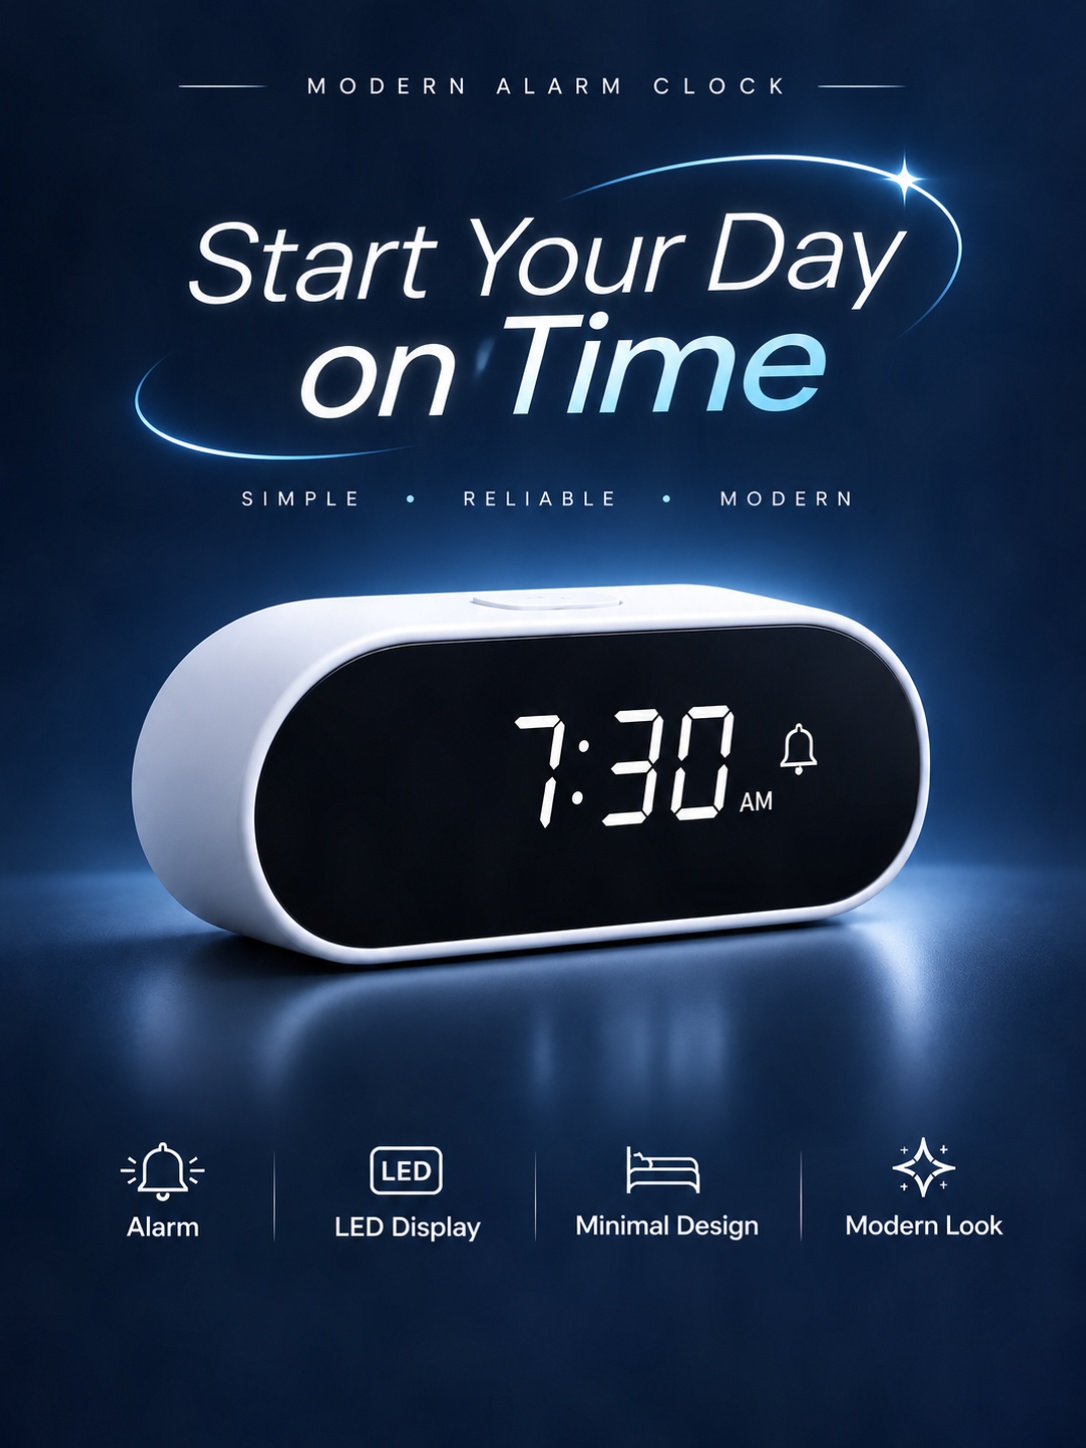 MODERN ALARM CLOCK
Start Your Day
on Time
SIMPLE • RELIABLE • MODERN
7:30 AM
LED
Alarm
LED Display
Minimal Design
Modern Look